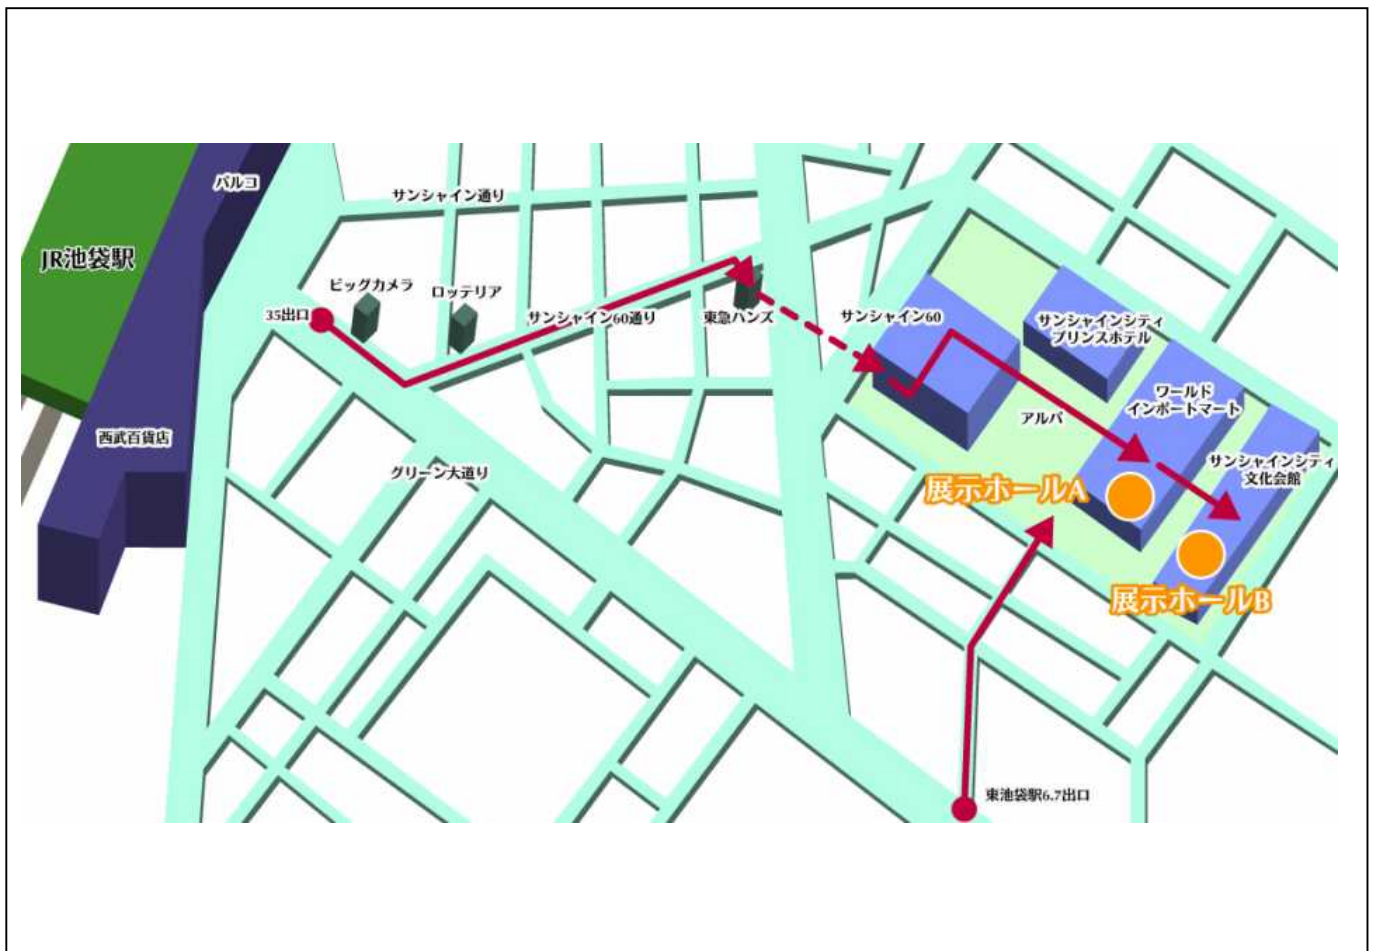 パルコ
サンシャイン通り
JR池袋駅
ビッグカメラ
ロッテリア
35出口
サンシャイン60通り
東急ハンズ
サンシャイン60
サンシャインシティ
プリンスホテル
ワールド
インポートマート
アルパ
西武百貨店
グリーン大道り
サンシャインシティ
文化会館
展示ホールA
展示ホールB
東池袋駅6.7出口